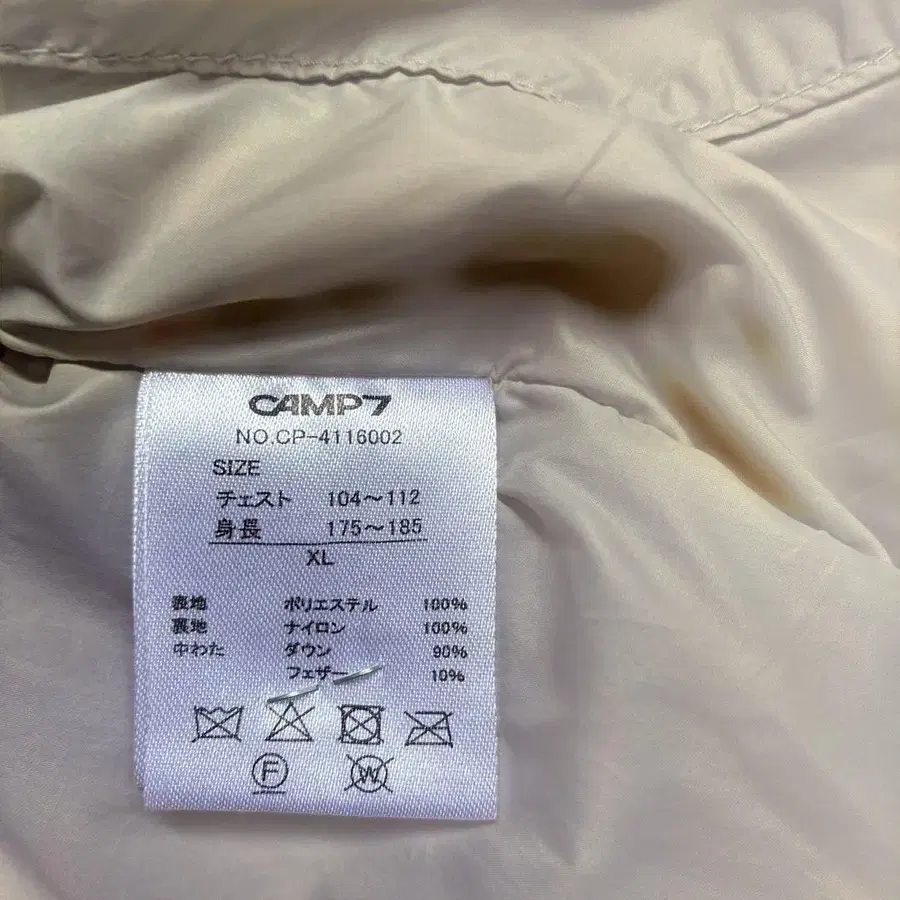 CAMP7
NO.CP-4116002
SIZE
チェスト 104～112
身長 175～185
XL
表地 ポリエステル 100%
裏地 ナイロン 100%
中わた ダウン 90%
フェザー 10%
F
W